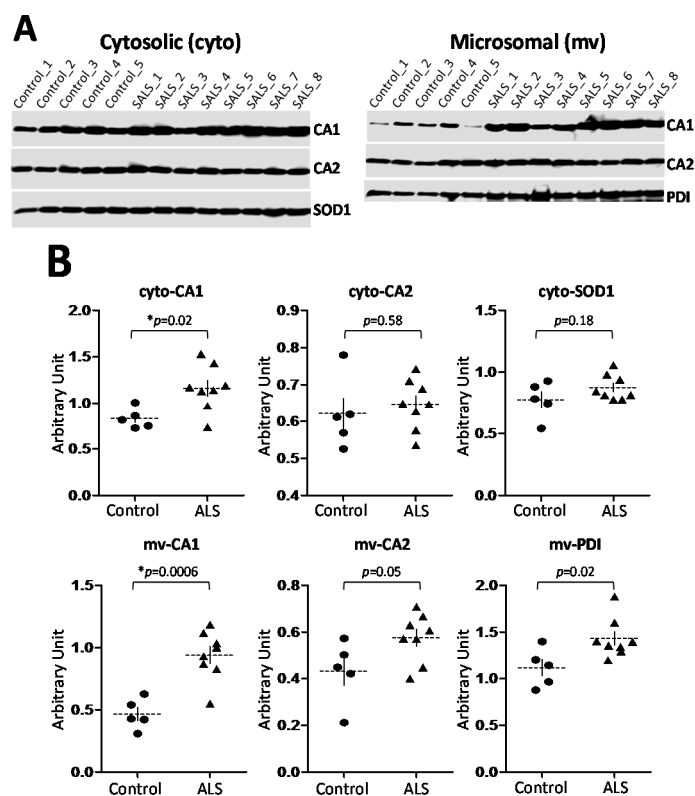 A
Cytosolic (cyto)
Microsomal (mv)
Control_1 Control_2 Control_3 Control_4 Control_5 SALS_1 SALS_2 SALS_3 SALS_4 SALS_5 SALS_6 SALS_7 SALS_8
Control_1 Control_2 Control_3 Control_4 Control_5 SALS_1 SALS_2 SALS_3 SALS_4 SALS_5 SALS_6 SALS_7 SALS_8
CA1
CA2
SOD1
CA1
CA2
PDI
B
cyto-CA1
*p=0.02
Arbitrary Unit
2.0
1.5
1.0
0.5
0.0
Control ALS
cyto-CA2
p=0.58
Arbitrary Unit
0.9
0.8
0.7
0.6
0.5
0.4
Control ALS
cyto-SOD1
p=0.18
Arbitrary Unit
1.5
1.0
0.5
0.0
Control ALS
mv-CA1
*p=0.0006
Arbitrary Unit
1.5
1.0
0.5
0.0
Control ALS
mv-CA2
p=0.05
Arbitrary Unit
0.8
0.6
0.4
0.2
0.0
Control ALS
mv-PDI
p=0.02
Arbitrary Unit
2.0
1.5
1.0
0.5
0.0
Control ALS